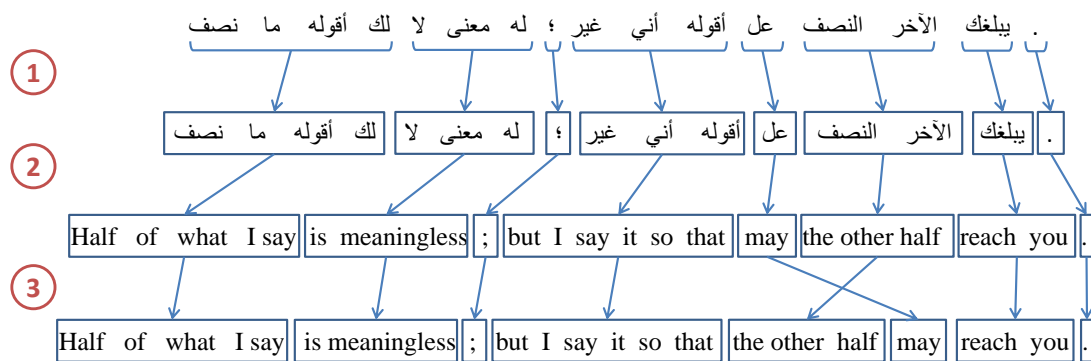 نصف ما أقوله لك لا معنى له ؛ غير أني أقوله عل النصف الآخر يبلغك .
1
نصف ما أقوله لك لا معنى له ؛ غير أني أقوله عل النصف الآخر يبلغك .
2
Half of what I say is meaningless ; but I say it so that may the other half reach you .
3
Half of what I say is meaningless ; but I say it so that the other half may reach you .